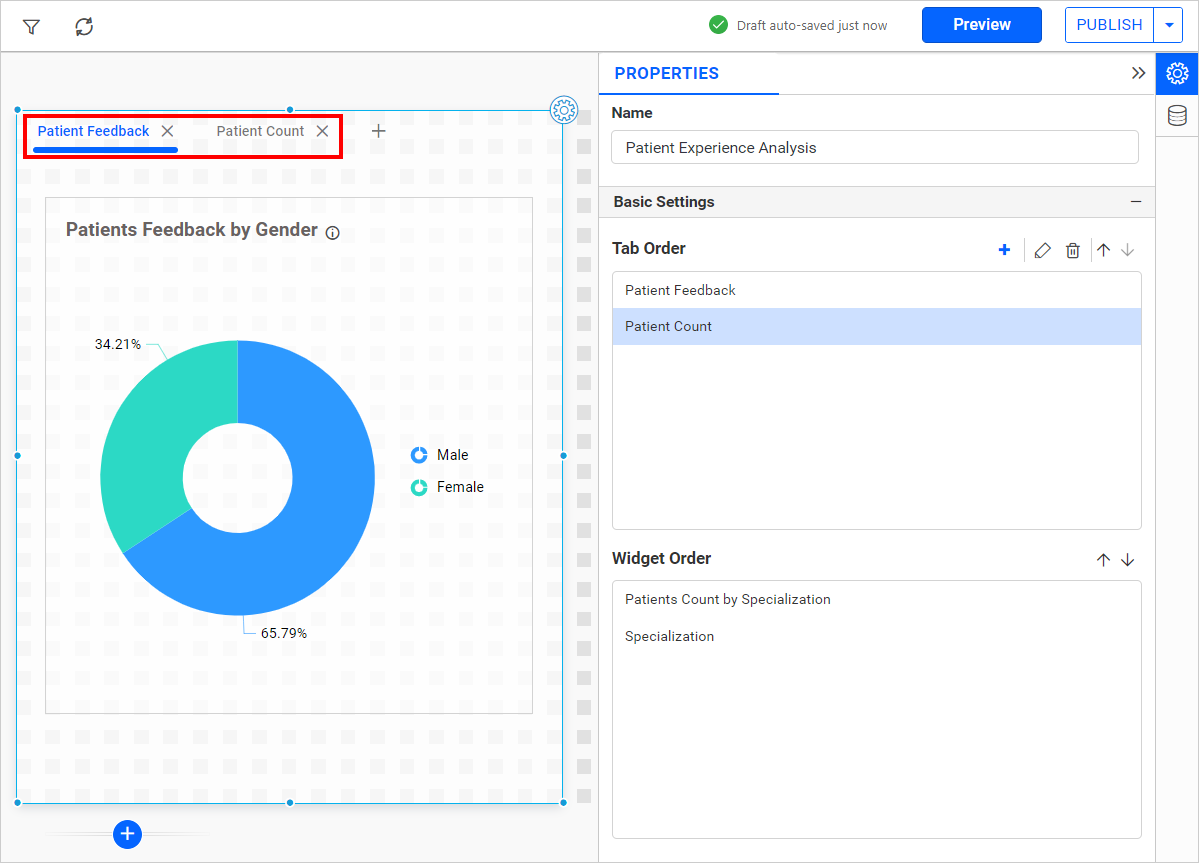 Draft auto-saved just now
Preview
PUBLISH
Patient Feedback
Patient Count
Patients Feedback by Gender
34.21%
65.79%
Male
Female
PROPERTIES
Name
Patient Experience Analysis
Basic Settings
Tab Order
Patient Feedback
Patient Count
Widget Order
Patients Count by Specialization
Specialization